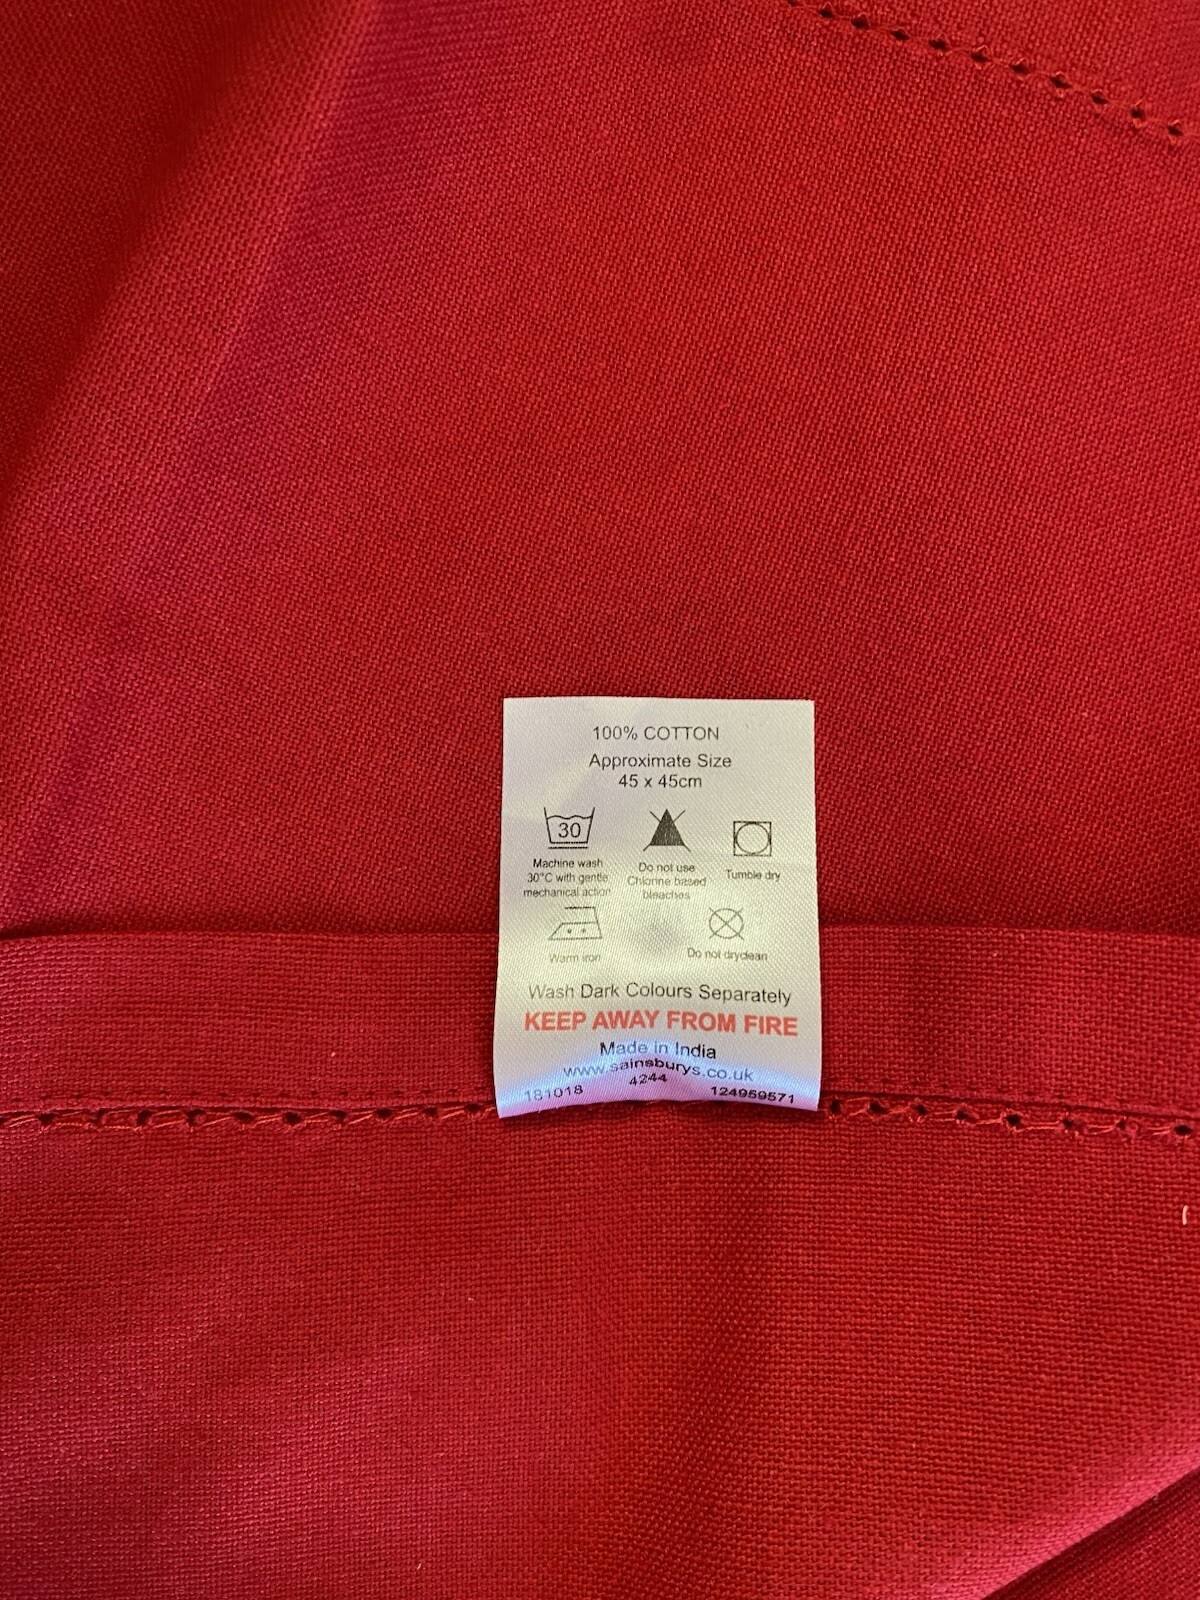 100% COTTON
Approximate Size
45 x 45cm
30
Machine wash
30°C with gentle
mechanical action
Do not use
Chlorine based
bleaches
Tumble dry
Warm iron
Do not dryclean
Wash Dark Colours Separately
KEEP AWAY FROM FIRE
Made in India
www.sainsburys.co.uk
181018 4244 124959571